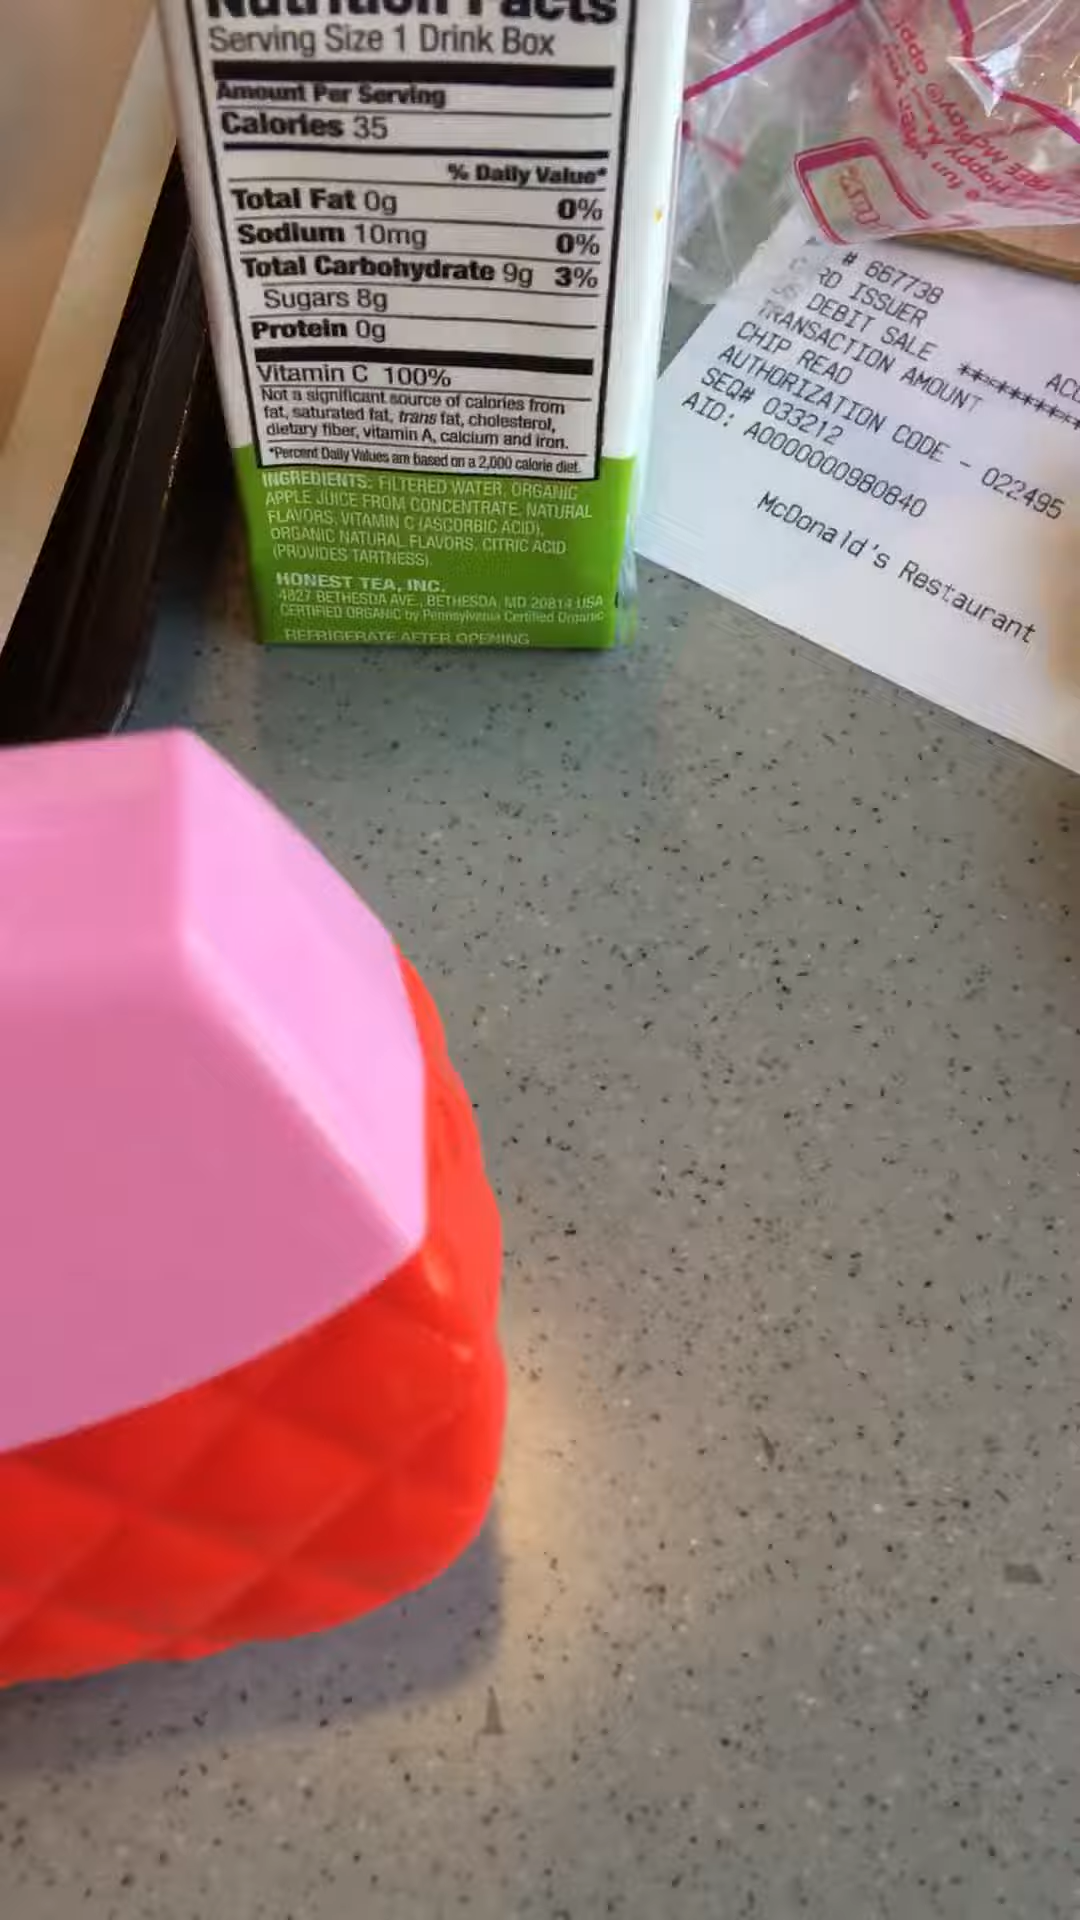 Nutrition Facts
Serving Size 1 Drink Box
Amount Per Serving
Calories 35
% Daily Value*
Total Fat 0g 0%
Sodium 10mg 0%
Total Carbohydrate 9g 3%
Sugars 8g
Protein 0g
Vitamin C 100%
Not a significant source of calories from
fat, saturated fat, trans fat, cholesterol,
dietary fiber, vitamin A, calcium and iron.
*Percent Daily Values are based on a 2,000 calorie diet.
INGREDIENTS: FILTERED WATER, ORGANIC
APPLE JUICE FROM CONCENTRATE, NATURAL
FLAVORS, VITAMIN C (ASCORBIC ACID),
ORGANIC NATURAL FLAVORS, CITRIC ACID
(PROVIDES TARTNESS).
HONEST TEA, INC.
4827 BETHESDA AVE., BETHESDA, MD 20814 USA
CERTIFIED ORGANIC by Pennsylvania Certified Organic
REFRIGERATE AFTER OPENING
# 667738
RD ISSUER
DEBIT SALE
TRANSACTION AMOUNT
CHIP READ
AUTHORIZATION CODE - 022495
SEQ# 033212
AID: A0000000980840
McDonald's Restaurant